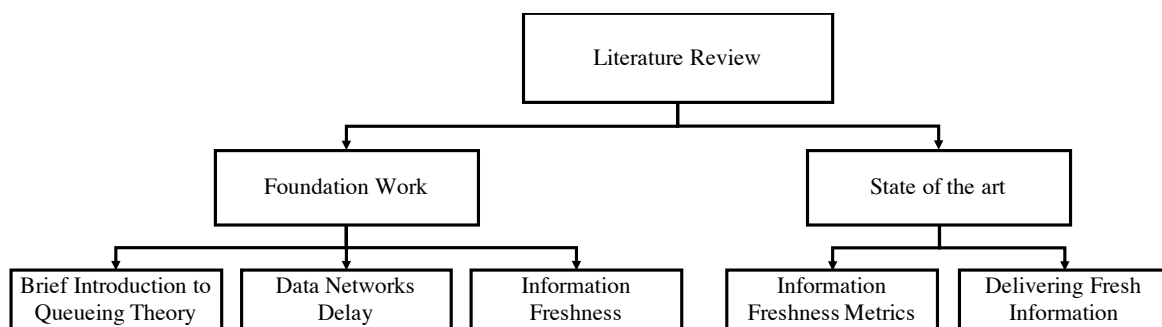 Literature Review
Foundation Work
State of the art
Brief Introduction to
Queueing Theory
Data Networks
Delay
Information
Freshness
Information
Freshness Metrics
Delivering Fresh
Information